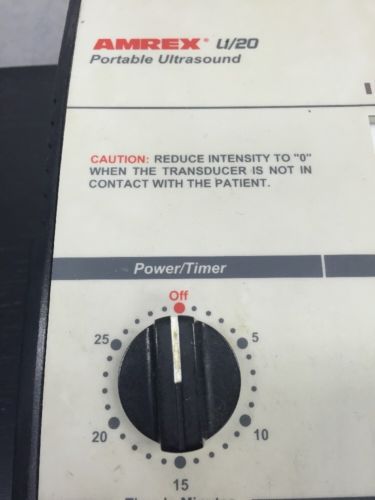 AMREX® U/20
Portable Ultrasound
CAUTION: REDUCE INTENSITY TO "0"
WHEN THE TRANSDUCER IS NOT IN
CONTACT WITH THE PATIENT.
Power/Timer
Off
25
5
20
10
15